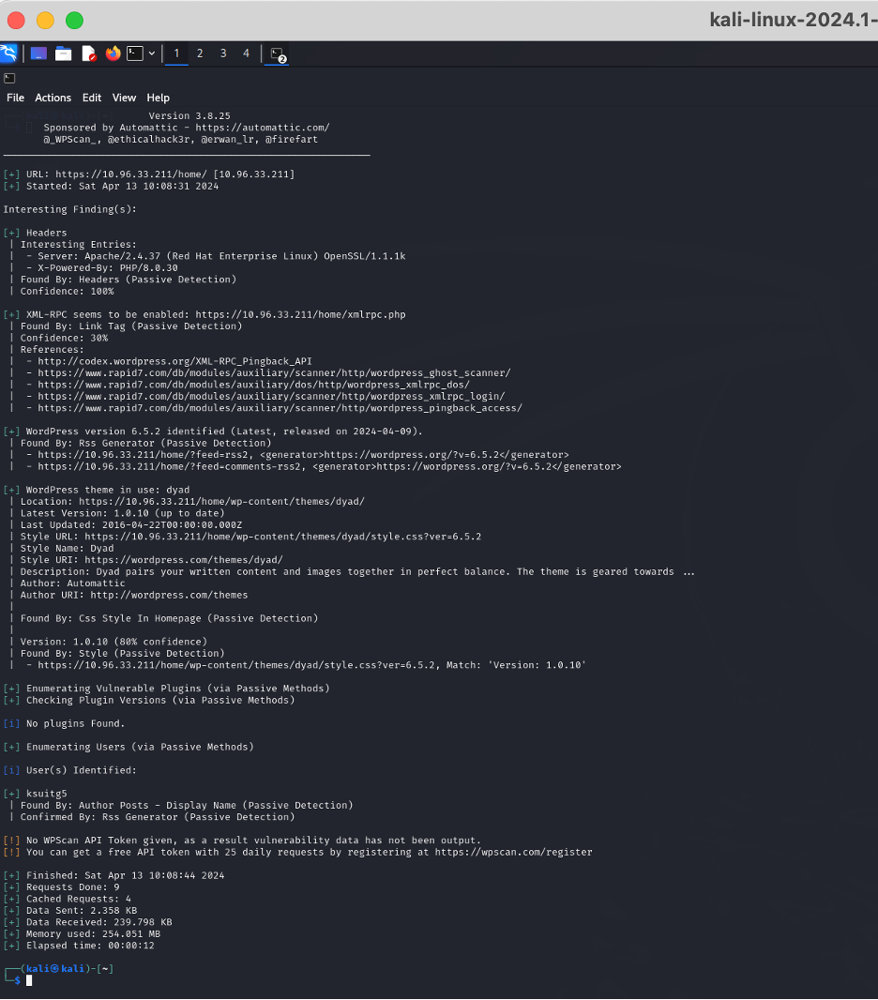 kali-linux-2024.1-
1 2 3 4 2
File Actions Edit View Help
Version 3.8.25
Sponsored by Automattic - https://automattic.com/
@_WPScan_, @ethicalhack3r, @erwan_lr, @firefart
_______________________________________________________________
[+] URL: https://10.96.33.211/home/ [10.96.33.211]
[+] Started: Sat Apr 13 10:08:31 2024
Interesting Finding(s):
[+] Headers
| Interesting Entries:
|  - Server: Apache/2.4.37 (Red Hat Enterprise Linux) OpenSSL/1.1.1k
|  - X-Powered-By: PHP/8.0.30
| Found By: Headers (Passive Detection)
| Confidence: 100%
[+] XML-RPC seems to be enabled: https://10.96.33.211/home/xmlrpc.php
| Found By: Link Tag (Passive Detection)
| Confidence: 30%
| References:
|  - http://codex.wordpress.org/XML-RPC_Pingback_API
|  - https://www.rapid7.com/db/modules/auxiliary/scanner/http/wordpress_ghost_scanner/
|  - https://www.rapid7.com/db/modules/auxiliary/dos/http/wordpress_xmlrpc_dos/
|  - https://www.rapid7.com/db/modules/auxiliary/scanner/http/wordpress_xmlrpc_login/
|  - https://www.rapid7.com/db/modules/auxiliary/scanner/http/wordpress_pingback_access/
[+] WordPress version 6.5.2 identified (Latest, released on 2024-04-09).
| Found By: Rss Generator (Passive Detection)
|  - https://10.96.33.211/home/?feed=rss2, <generator>https://wordpress.org/?v=6.5.2</generator>
|  - https://10.96.33.211/home/?feed=comments-rss2, <generator>https://wordpress.org/?v=6.5.2</generator>
[+] WordPress theme in use: dyad
| Location: https://10.96.33.211/home/wp-content/themes/dyad/
| Latest Version: 1.0.10 (up to date)
| Last Updated: 2016-04-22T00:00:00.000Z
| Style URL: https://10.96.33.211/home/wp-content/themes/dyad/style.css?ver=6.5.2
| Style Name: Dyad
| Style URI: https://wordpress.com/themes/dyad/
| Description: Dyad pairs your written content and images together in perfect balance. The theme is geared towards ...
| Author: Automattic
| Author URI: http://wordpress.com/themes
|
| Found By: Css Style In Homepage (Passive Detection)
|
| Version: 1.0.10 (80% confidence)
| Found By: Style (Passive Detection)
|  - https://10.96.33.211/home/wp-content/themes/dyad/style.css?ver=6.5.2, Match: 'Version: 1.0.10'
[+] Enumerating Vulnerable Plugins (via Passive Methods)
[+] Checking Plugin Versions (via Passive Methods)
[i] No plugins Found.
[+] Enumerating Users (via Passive Methods)
[i] User(s) Identified:
[+] ksuitg5
| Found By: Author Posts - Display Name (Passive Detection)
| Confirmed By: Rss Generator (Passive Detection)
[!] No WPScan API Token given, as a result vulnerability data has not been output.
[!] You can get a free API token with 25 daily requests by registering at https://wpscan.com/register
[+] Finished: Sat Apr 13 10:08:44 2024
[+] Requests Done: 9
[+] Cached Requests: 4
[+] Data Sent: 2.358 KB
[+] Data Received: 239.798 KB
[+] Memory used: 254.051 MB
[+] Elapsed time: 00:00:12
┌──(kali㉿kali)-[~]
└─$